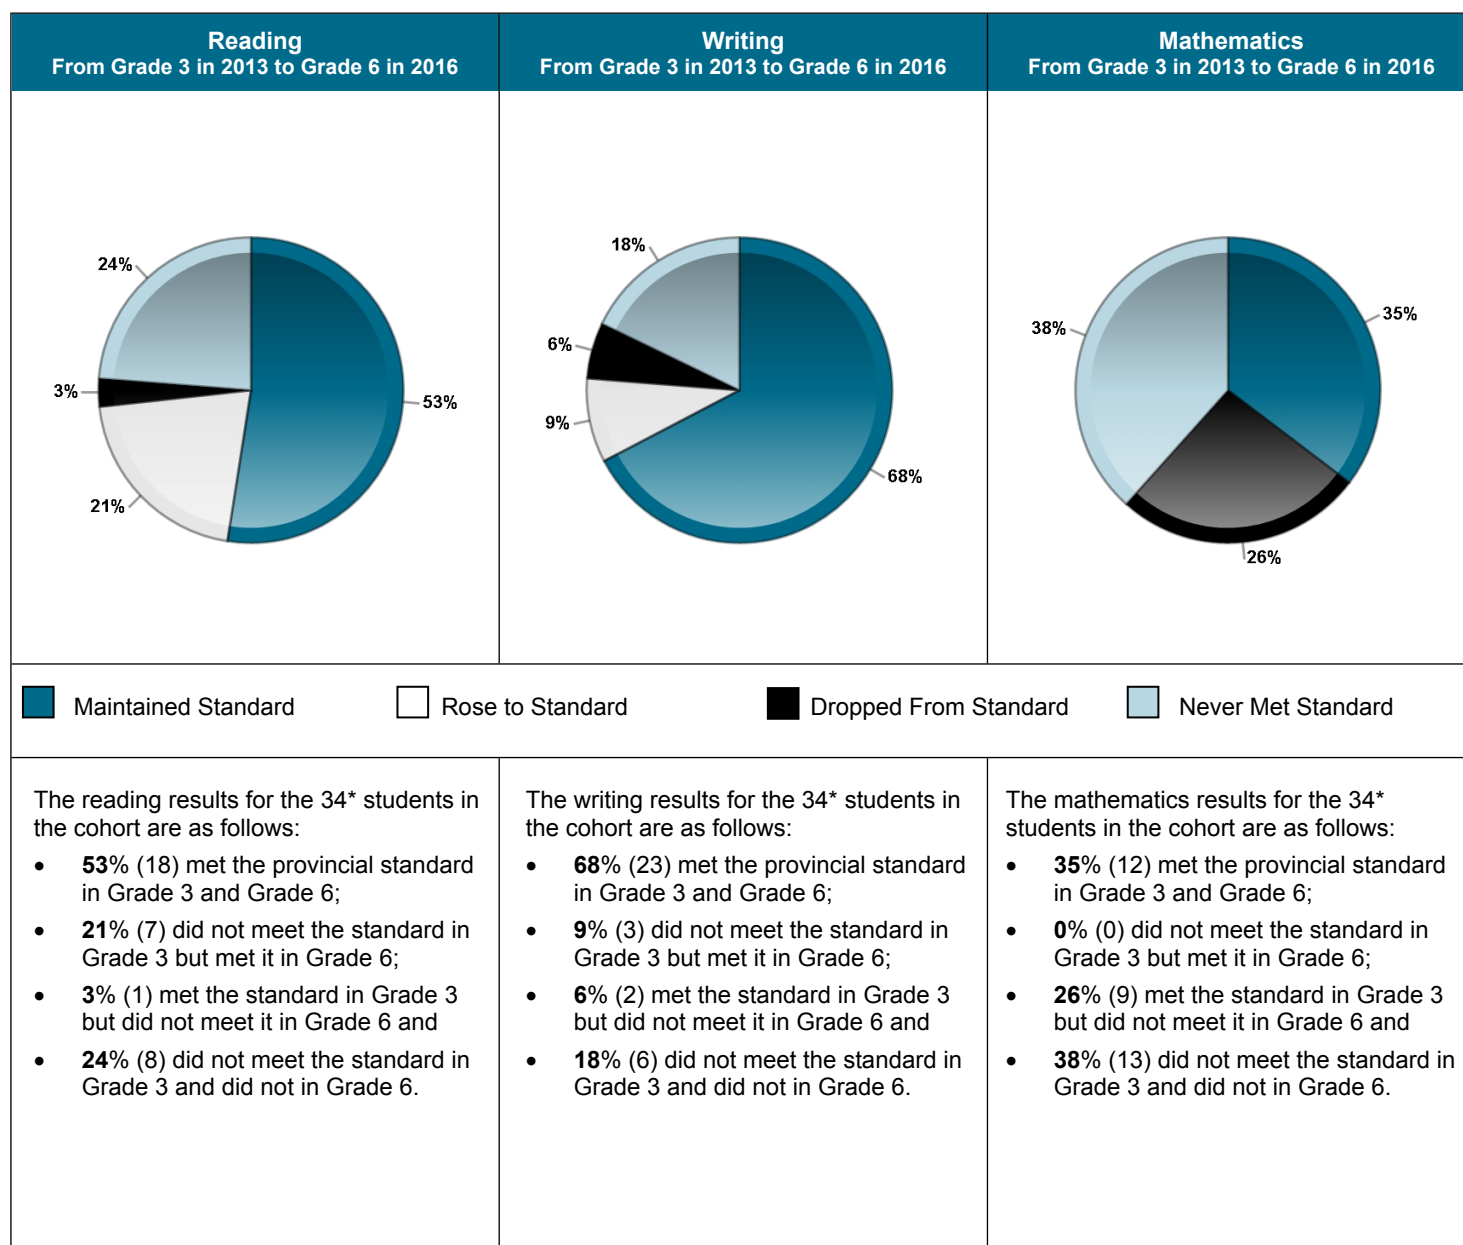 Reading
From Grade 3 in 2013 to Grade 6 in 2016
Writing
From Grade 3 in 2013 to Grade 6 in 2016
Mathematics
From Grade 3 in 2013 to Grade 6 in 2016
24%
3%
21%
53%
18%
6%
9%
68%
38%
35%
26%
Maintained Standard
Rose to Standard
Dropped From Standard
Never Met Standard
The reading results for the 34* students in
the cohort are as follows:
• 53% (18) met the provincial standard
in Grade 3 and Grade 6;
• 21% (7) did not meet the standard in
Grade 3 but met it in Grade 6;
• 3% (1) met the standard in Grade 3
but did not meet it in Grade 6 and
• 24% (8) did not meet the standard in
Grade 3 and did not in Grade 6.
The writing results for the 34* students in
the cohort are as follows:
• 68% (23) met the provincial standard
in Grade 3 and Grade 6;
• 9% (3) did not meet the standard in
Grade 3 but met it in Grade 6;
• 6% (2) met the standard in Grade 3
but did not meet it in Grade 6 and
• 18% (6) did not meet the standard in
Grade 3 and did not in Grade 6.
The mathematics results for the 34*
students in the cohort are as follows:
• 35% (12) met the provincial standard
in Grade 3 and Grade 6;
• 0% (0) did not meet the standard in
Grade 3 but met it in Grade 6;
• 26% (9) met the standard in Grade 3
but did not meet it in Grade 6 and
• 38% (13) did not meet the standard in
Grade 3 and did not in Grade 6.